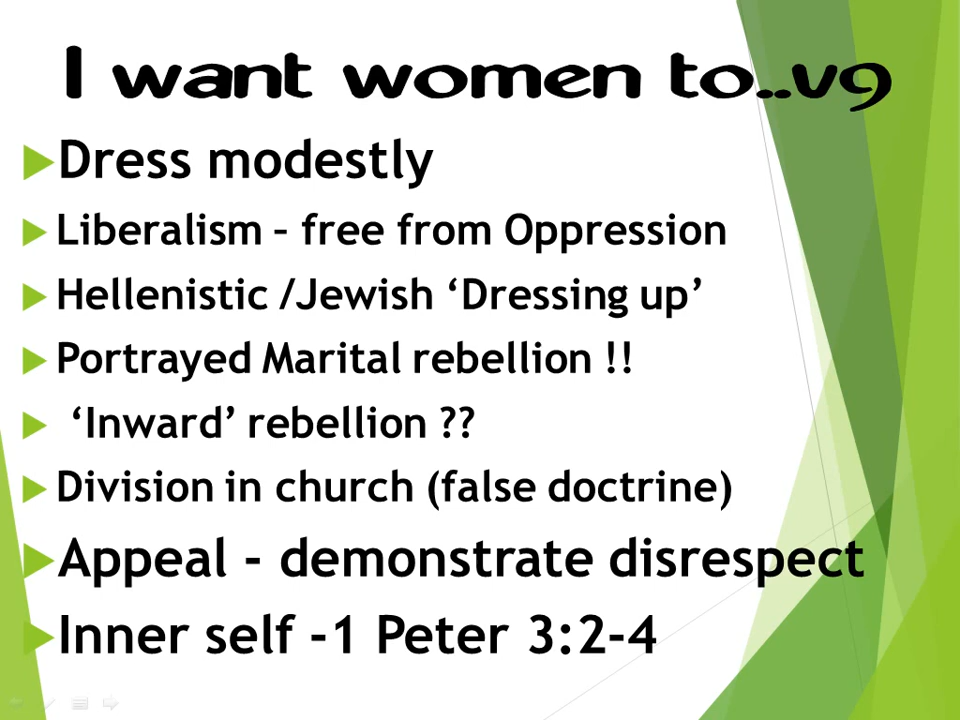 I want women to..v9
Dress modestly
Liberalism – free from Oppression
Hellenistic /Jewish ‘Dressing up’
Portrayed Marital rebellion !!
‘Inward’ rebellion ??
Division in church (false doctrine)
Appeal - demonstrate disrespect
Inner self -1 Peter 3:2-4